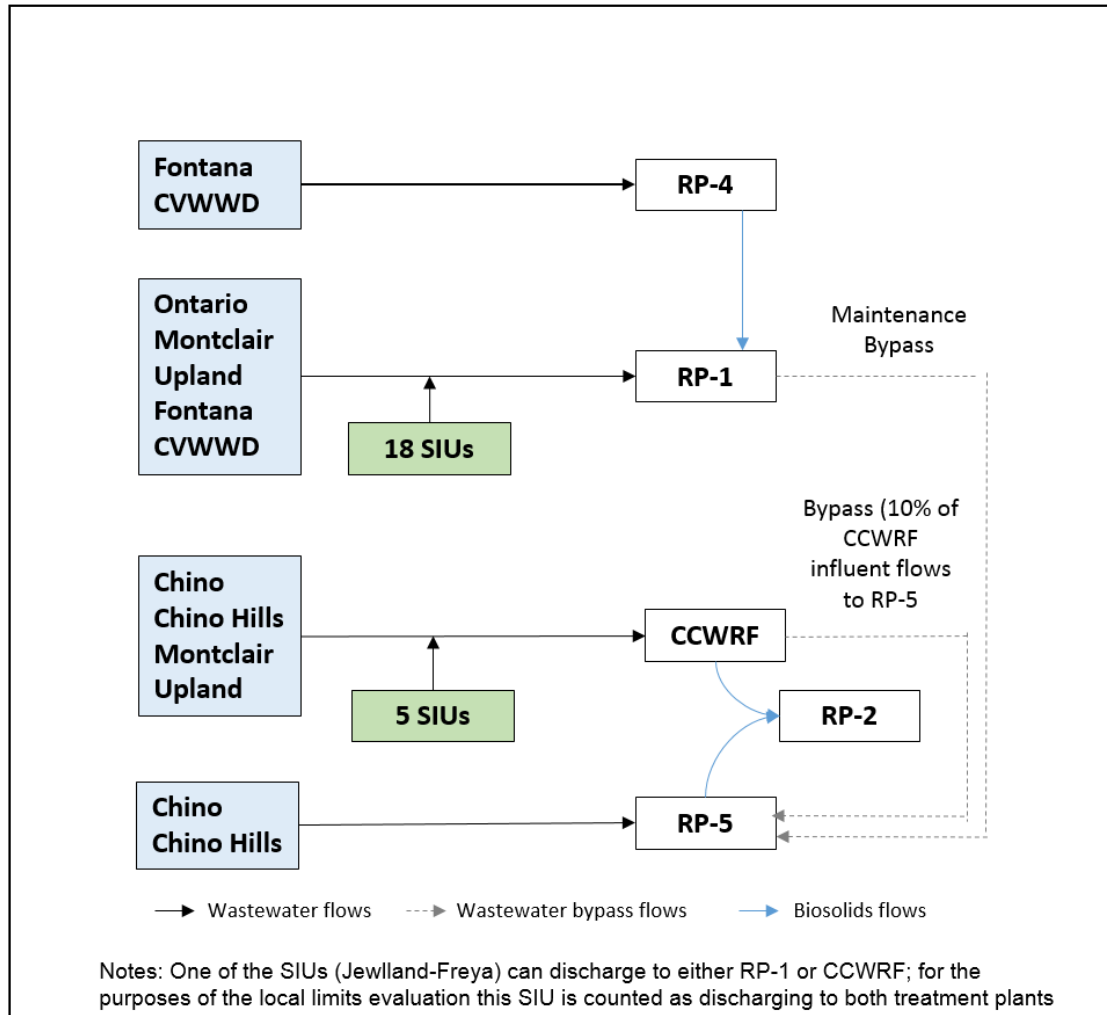 Fontana
CVWWD
RP-4
Ontario
Montclair
Upland
Fontana
CVWWD
18 SIUs
RP-1
Maintenance
Bypass
Chino
Chino Hills
Montclair
Upland
5 SIUs
CCWRF
Bypass (10% of
CCWRF
influent flows
to RP-5
RP-2
Chino
Chino Hills
RP-5
Wastewater flows
Wastewater bypass flows
Biosolids flows
Notes: One of the SIUs (Jewlland-Freya) can discharge to either RP-1 or CCWRF; for the
purposes of the local limits evaluation this SIU is counted as discharging to both treatment plants